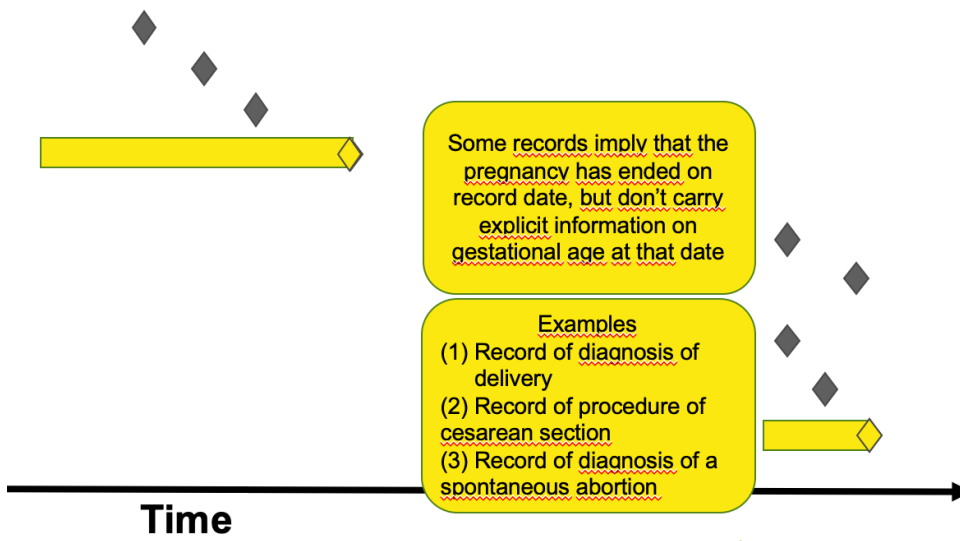 Some records imply that the
pregnancy has ended on
record date, but don't carry
explicit information on
gestational age at that date
Examples
(1) Record of diagnosis of
delivery
(2) Record of procedure of
cesarean section
(3) Record of diagnosis of a
spontaneous abortion
Time